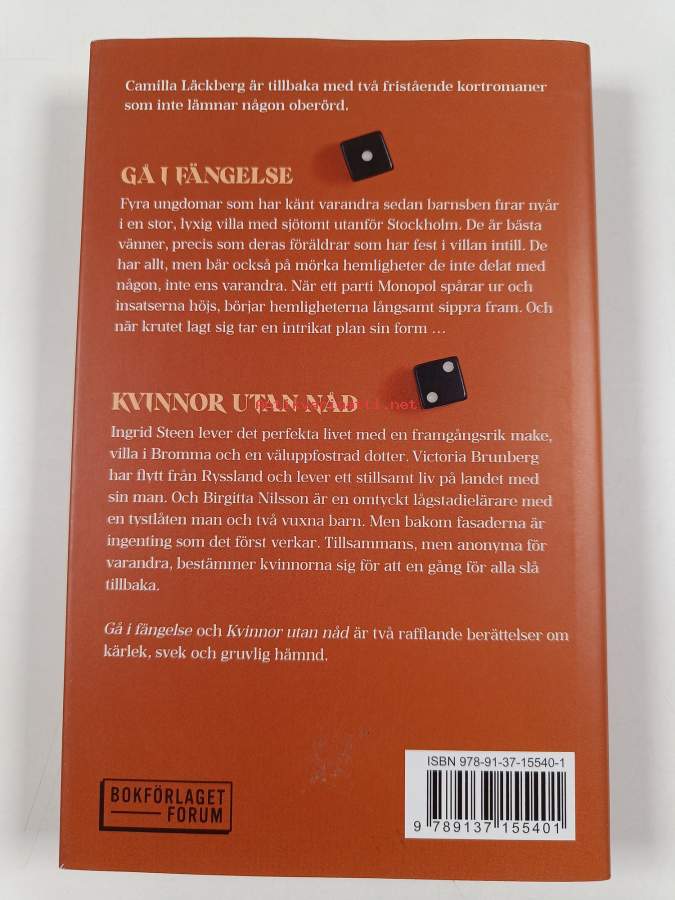 Camilla Läckberg är tillbaka med två fristående kortromaner
som inte lämnar någon oberörd.
GÅ I FÄNGELSE
Fyra ungdomar som har känt varandra sedan barnsben firar nyår
i en stor, lyxig villa med sjötomt utanför Stockholm. De är bästa
vänner, precis som deras föräldrar som har fest i villan intill. De
har allt, men bär också på mörka hemligheter de inte delat med
någon, inte ens varandra. När ett parti Monopol spårar ur och
insatserna höjs, börjar hemligheterna långsamt sippra fram. Och
när krutet lagt sig tar en intrikat plan sin form …
KVINNOR UTAN NÅD
Ingrid Steen lever det perfekta livet med en framgångsrik make,
villa i Bromma och en väluppfostrad dotter. Victoria Brunberg
har flytt från Ryssland och lever ett stillsamt liv på landet med
sin man. Och Birgitta Nilsson är en omtyckt lågstadielärare med
en tystlåten man och två vuxna barn. Men bakom fasaderna är
ingenting som det först verkar. Tillsammans, men anonyma för
varandra, bestämmer kvinnorna sig för att en gång för alla slå
tillbaka.
Gå i fängelse och Kvinnor utan nåd är två rafflande berättelser om
kärlek, svek och gruvlig hämnd.
ISBN 978-91-37-15540-1
BOKFÖRLAGET
FORUM
9 789137 155401